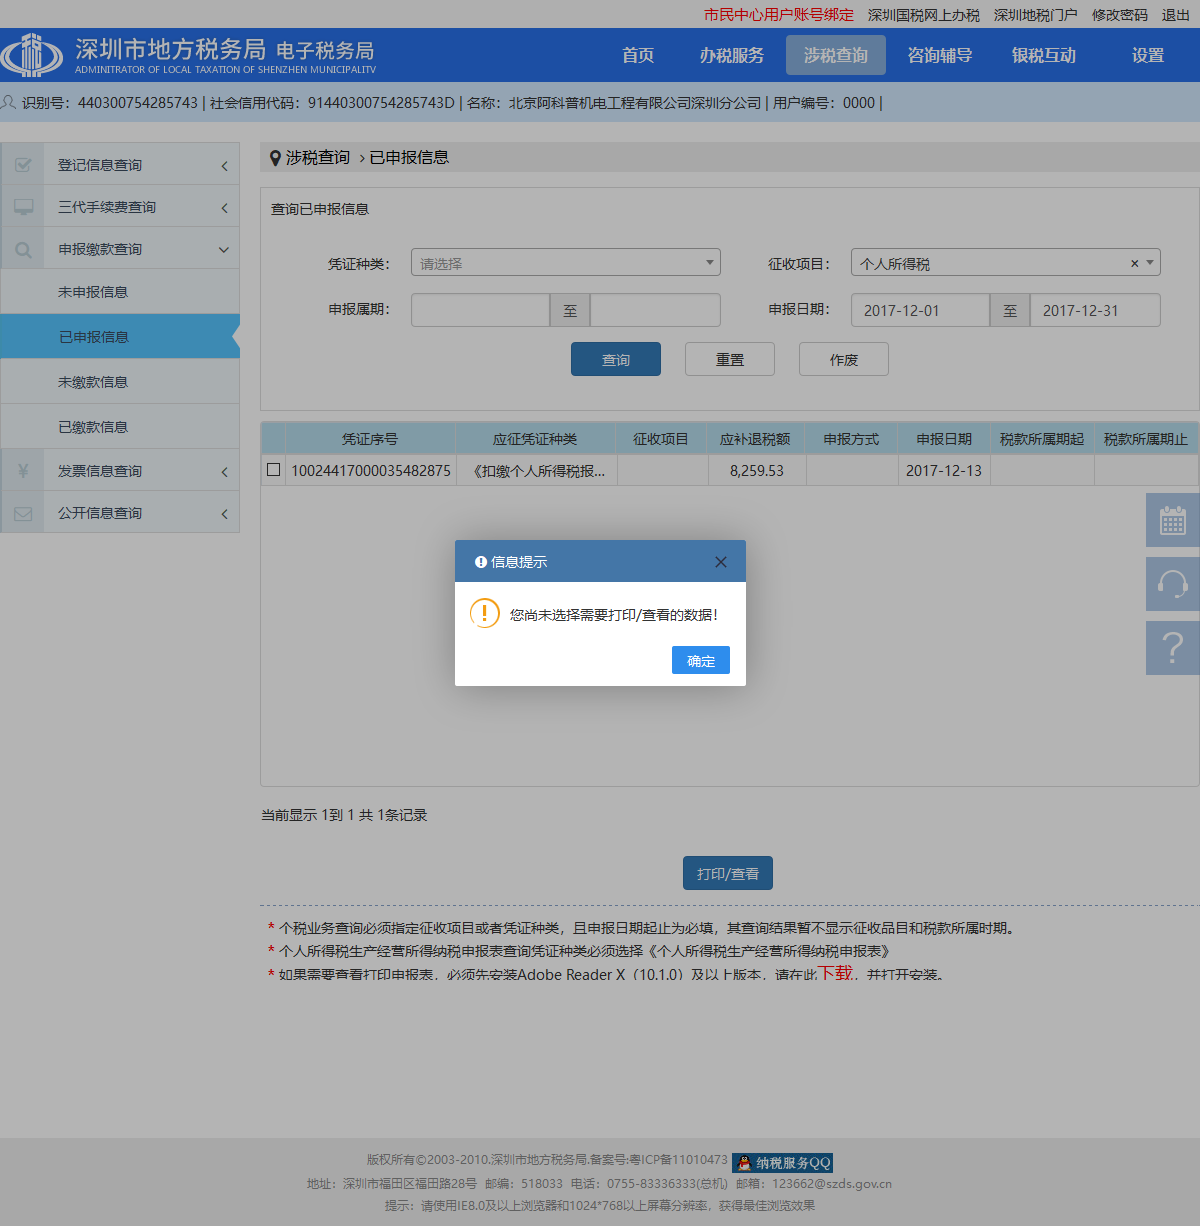 市民中心用户账号绑定 深圳国税网上办税 深圳地税门户 修改密码 退出
深圳市地方税务局 电子税务局
ADMINITRATOR OF LOCAL TAXATION OF SHENZHEN MUNICIPALITV
首页 办税服务 涉税查询 咨询辅导 银税互动 设置
识别号：440300754285743 | 社会信用代码：91440300754285743D | 名称：北京阿科普机电工程有限公司深圳分公司 | 用户编号：0000 |
登记信息查询
三代手续费查询
申报缴款查询
未申报信息
已申报信息
未缴款信息
已缴款信息
发票信息查询
公开信息查询
涉税查询 › 已申报信息
查询已申报信息
凭证种类： 请选择 征收项目： 个人所得税 ×
申报属期： 至 申报日期： 2017-12-01 至 2017-12-31
查询 重置 作废
凭证序号 应征凭证种类 征收项目 应补退税额 申报方式 申报日期 税款所属期起 税款所属期止
10024417000035482875 《扣缴个人所得税报... 8,259.53 2017-12-13
信息提示
您尚未选择需要打印/查看的数据！
确定
当前显示 1到 1 共 1条记录
打印/查看
* 个税业务查询必须指定征收项目或者凭证种类，且申报日期起止为必填，其查询结果暂不显示征收品目和税款所属时期。
* 个人所得税生产经营所得纳税申报表查询凭证种类必须选择《个人所得税生产经营所得纳税申报表》
* 如果需要查看打印申报表，必须先安装Adobe Reader X（10.1.0）及以上版本，请在此下载，并打开安装。
版权所有©2003-2010.深圳市地方税务局.备案号:粤ICP备11010473 纳税服务QQ
地址：深圳市福田区福田路28号 邮编：518033 电话：0755-83336333(总机) 邮箱：123662@szds.gov.cn
提示：请使用IE8.0及以上浏览器和1024*768以上屏幕分辨率，获得最佳浏览效果